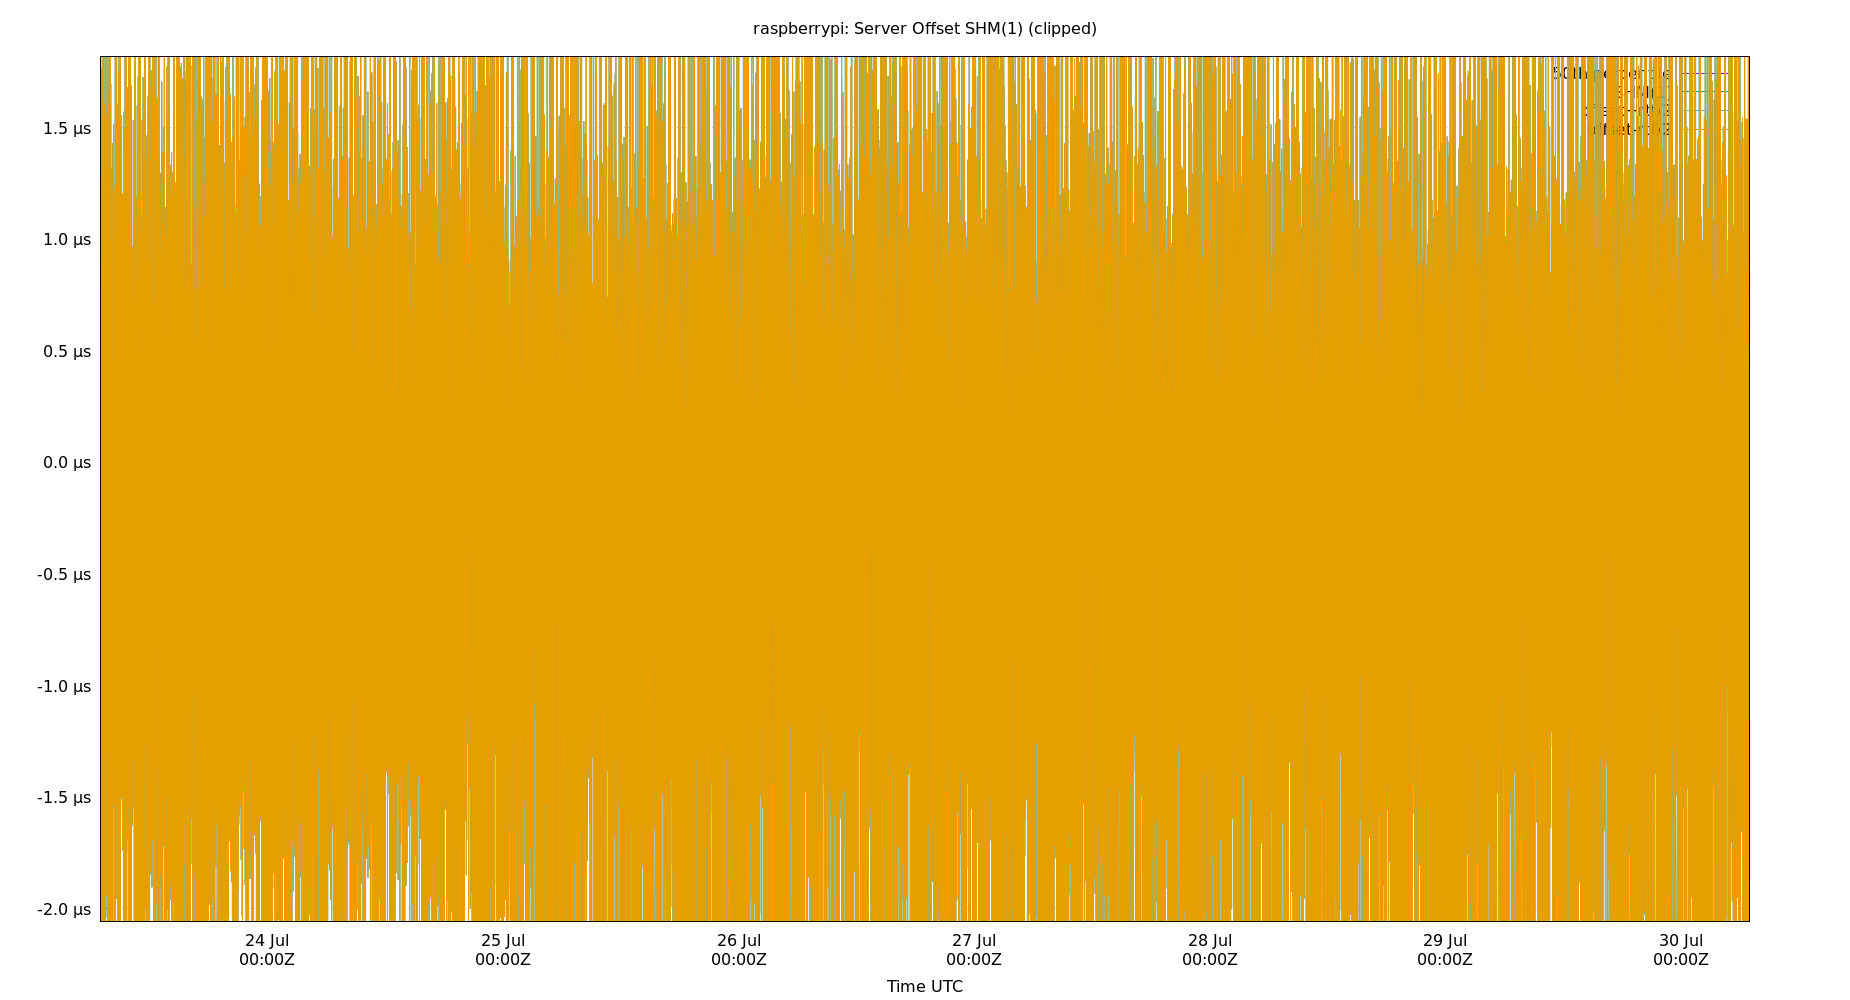 raspberrypi: Server Offset SHM(1) (clipped)
1.5 µs
1.0 µs
0.5 µs
0.0 µs
-0.5 µs
-1.0 µs
-1.5 µs
-2.0 µs
24 Jul 25 Jul 26 Jul 27 Jul 28 Jul 29 Jul 30 Jul
00:00Z 00:00Z 00:00Z 00:00Z 00:00Z 00:00Z 00:00Z
Time UTC